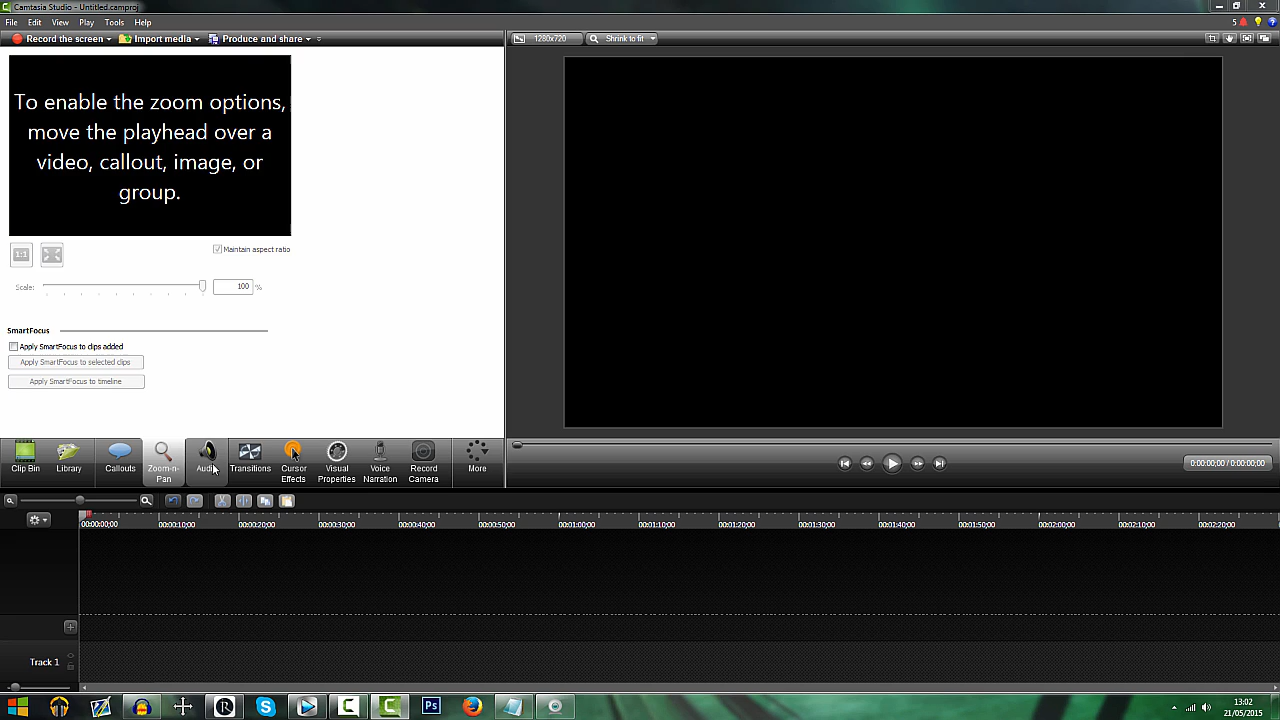 Camtasia Studio - Untitled.camproj
File Edit View Play Tools Help
5
Record the screen Import media Produce and share
1280x720 Shrink to fit
To enable the zoom options,
move the playhead over a
video, callout, image, or
group.
1:1
Maintain aspect ratio
Scale: 100 %
SmartFocus
Apply SmartFocus to clips added
Apply SmartFocus to selected clips
Apply SmartFocus to timeline
Clip Bin Library Callouts Zoom-n-Pan Audio Transitions Cursor Effects Visual Properties Voice Narration Record Camera More
0:00:00;00 / 0:00:00;00
00:00:00;00 00:00:10;00 00:00:20;00 00:00:30;00 00:00:40;00 00:00:50;00 00:01:00;00 00:01:10;00 00:01:20;00 00:01:30;00 00:01:40;00 00:01:50;00 00:02:00;00 00:02:10;00 00:02:20;00
Track 1
Ps
13:02
21/05/2015